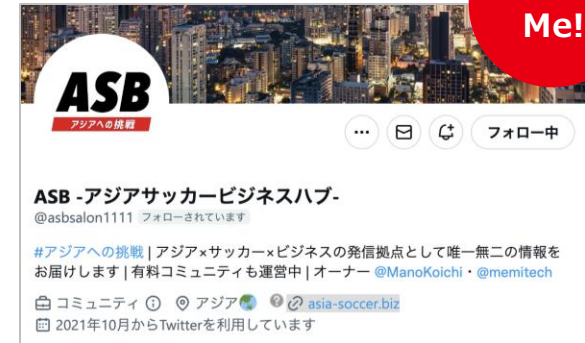 Me!
ASB
アジアへの挑戦
フォロー中
ASB -アジアサッカービジネスハブ-
@asbsalon1111 フォローされています
#アジアへの挑戦 | アジア×サッカー×ビジネスの発信拠点として唯一無二の情報を
お届けします | 有料コミュニティも運営中 | オーナー @ManoKoichi・@memitech
コミュニティ アジア🌏 asia-soccer.biz
2021年10月からTwitterを利用しています